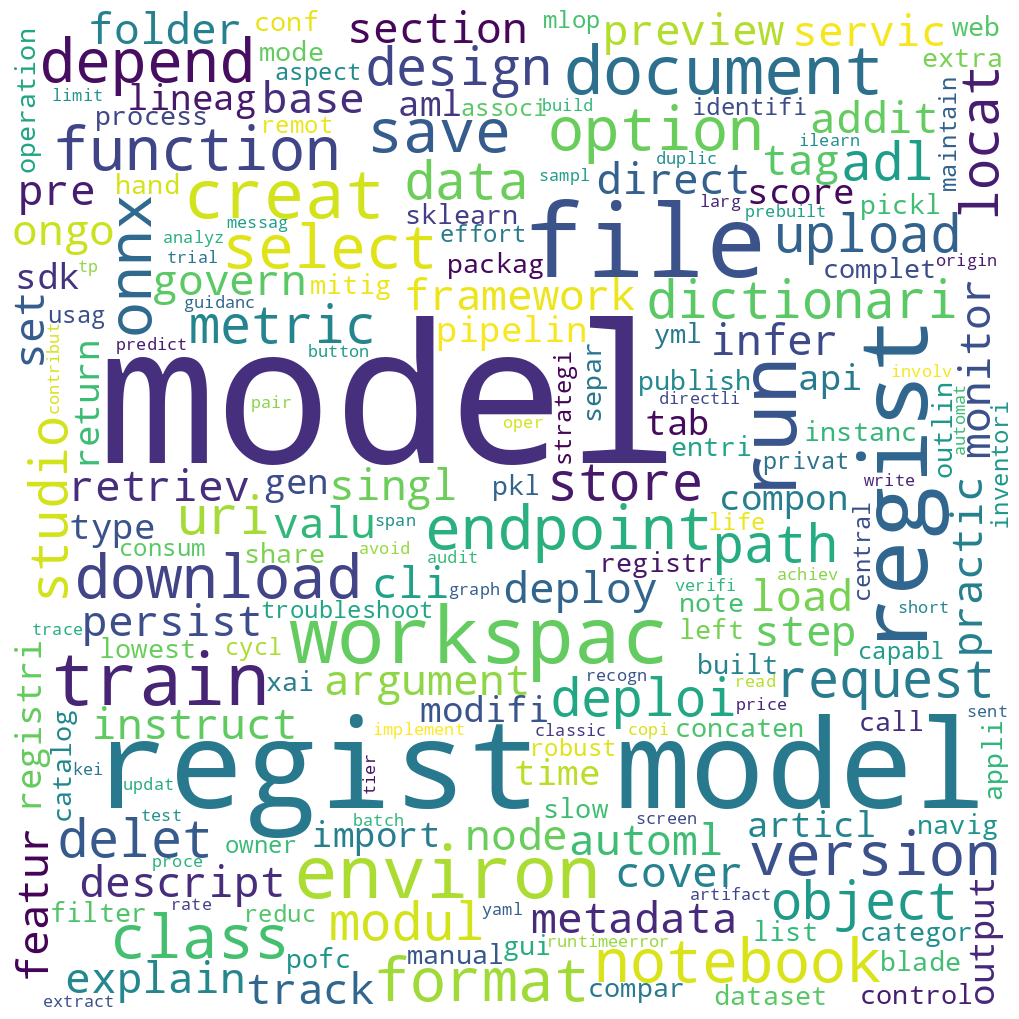 folder
conf
section
mlop
preview
servic
web
operation
depend
mode
aspect
design
document
extra
limit
lineag
base
aml
associ
build
identifi
addit
maintain
locat
process
remot
save
option
function
duplic
ilearn
tag
adl
pre
hand
creat
data
sampl
direct
score
larg
pickl
onnx
messag
sklearn
effort
file
prebuilt
ongo
analyz
select
packag
upload
origin
sdk
tp
trial
govern
mitig
complet
set
usag
guidanc
metric
framework
dictionari
monitor
contribut
return
predict
button
pipelin
yml
infer
regist
involv
model
strategi
separ
publish
directli
run
api
automat
studio
pair
oper
tab
entri
instanc
outlin
inventori
retriev
gen
singl
pkl
store
privat
write
practic
type
uri
valu
span
endpoint
life
compon
central
consum
share
avoid
audit
registr
path
download
cli
graph
deploy
verifi
achiev
persist
troubleshoot
note
load
short
trace
lowest
cycl
workspac
left
step
capabl
registri
train
xai
argument
recogn
built
read
request
modifi
deploi
price
sent
instruct
implement
classic
copi
concaten
call
appli
catalog
kei
regist model
robust
updat
tier
time
test
batch
slow
screen
articl
navig
delet
owner
import
node
automl
version
proce
featur
descript
environ
cover
artifact
object
output
filter
rate
reduc
modul
yaml
metadata
list
categor
class
pofc
manual
gui
runtimeerror
notebook
blade
explain
track
format
compar
dataset
control
extract